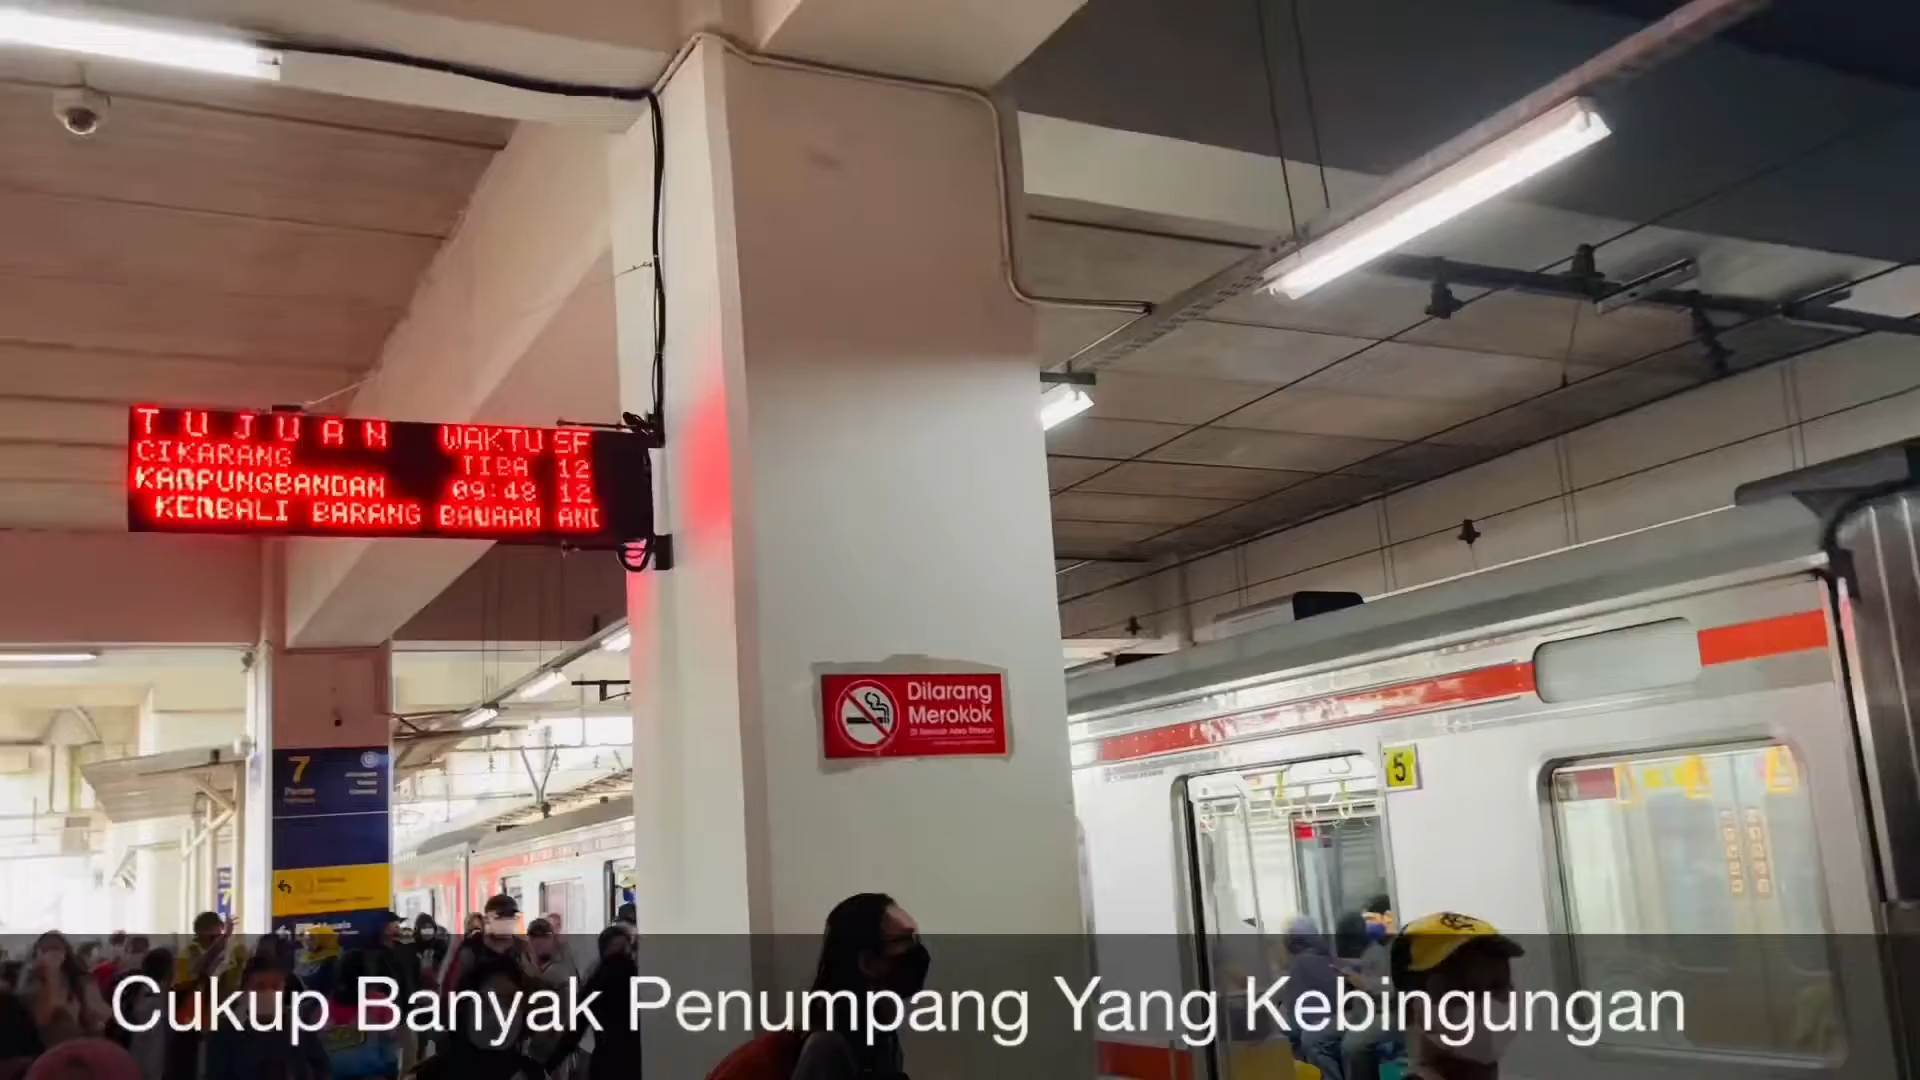 T U J U A N WAKTU SF
CIKARANG TIBA 12
KAMPUNGBANDAN 09:48 12
KEMBALI BARANG BAWAAN AND
Dilarang
Merokok
7
Peron
5
Cukup Banyak Penumpang Yang Kebingungan